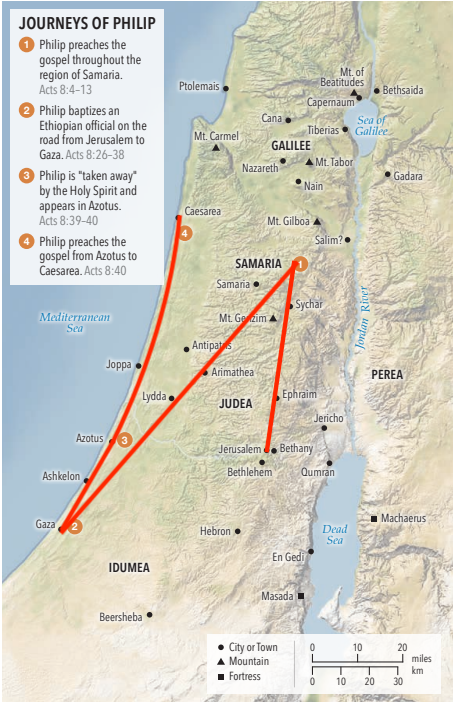 JOURNEYS OF PHILIP
1 Philip preaches the
gospel throughout the
region of Samaria.
Acts 8:4–13
2 Philip baptizes an
Ethiopian official on the
road from Jerusalem to
Gaza. Acts 8:26–38
3 Philip is "taken away"
by the Holy Spirit and
appears in Azotus.
Acts 8:39–40
4 Philip preaches the
gospel from Azotus to
Caesarea. Acts 8:40
Ptolemais
Mt. of
Beatitudes
Bethsaida
Capernaum
Cana
Tiberias
Sea of
Galilee
Mt. Carmel
GALILEE
Nazareth
Mt. Tabor
Nain
Gadara
Caesarea
4
Mt. Gilboa
Salim?
SAMARIA
1
Samaria
Sychar
Mt. Gerizim
Mediterranean
Sea
Jordan River
Antipatris
Joppa
Arimathea
PEREA
Lydda
JUDEA
Ephraim
Jericho
Azotus
3
Jerusalem
Bethany
Bethlehem
Qumran
Ashkelon
Gaza
2
Hebron
Dead
Sea
Machaerus
En Gedi
IDUMEA
Masada
Beersheba
City or Town
Mountain
Fortress
0 10 20
miles
km
0 10 20 30